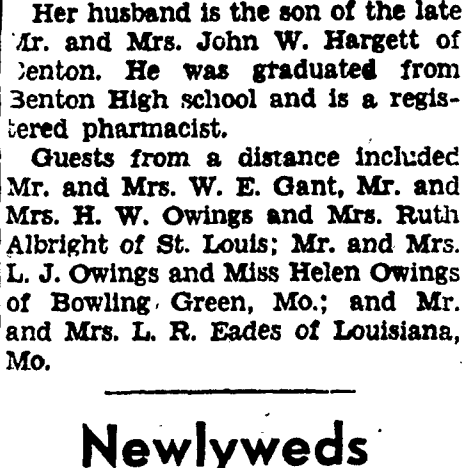 Her husband is the son of the late
Mr. and Mrs. John W. Hargett of
Benton. He was graduated from
Benton High school and is a regis-
tered pharmacist.
Guests from a distance included
Mr. and Mrs. W. E. Gant, Mr. and
Mrs. H. W. Owings and Mrs. Ruth
Albright of St. Louis; Mr. and Mrs.
L. J. Owings and Miss Helen Owings
of Bowling Green, Mo.; and Mr.
and Mrs. L. R. Eades of Louisiana,
Mo.
Newlyweds